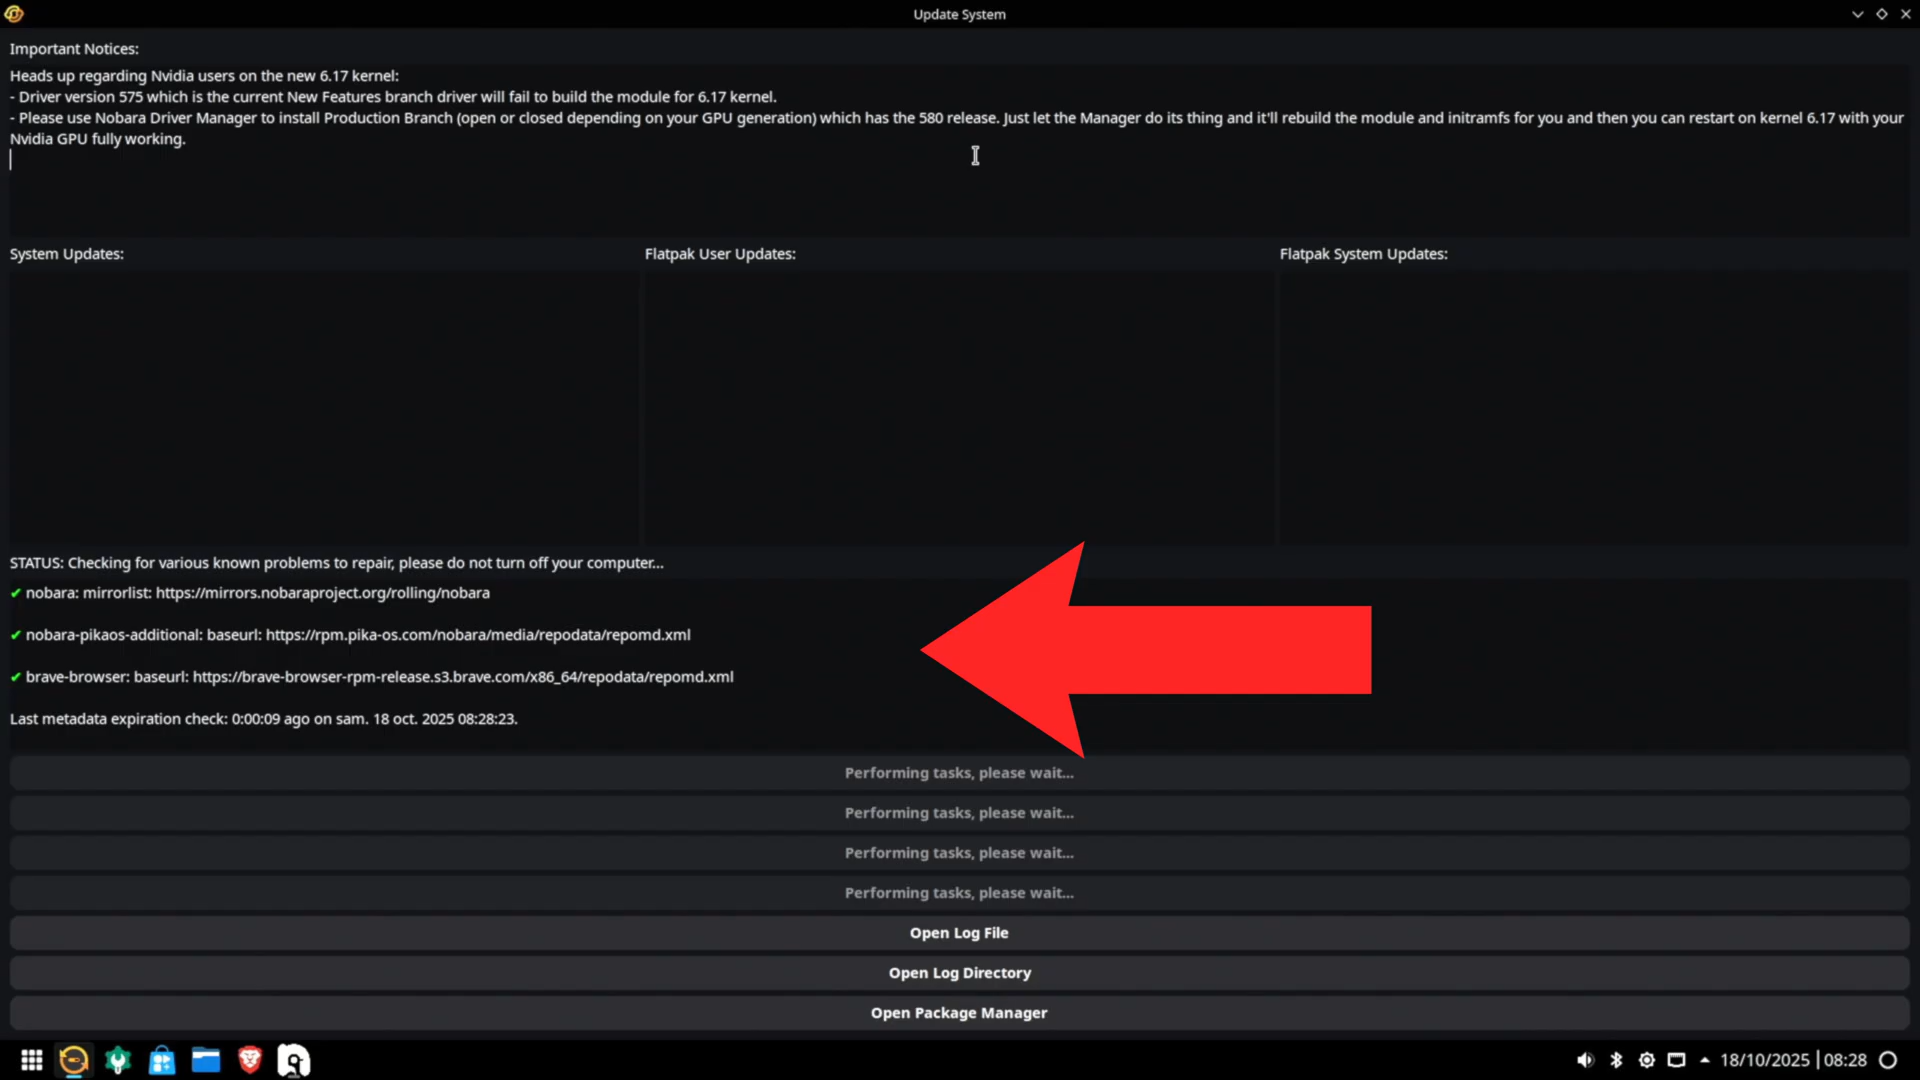 Update System
Important Notices:
Heads up regarding Nvidia users on the new 6.17 kernel:
- Driver version 575 which is the current New Features branch driver will fail to build the module for 6.17 kernel.
- Please use Nobara Driver Manager to install Production Branch (open or closed depending on your GPU generation) which has the 580 release. Just let the Manager do its thing and it'll rebuild the module and initramfs for you and then you can restart on kernel 6.17 with your
Nvidia GPU fully working.
System Updates:
Flatpak User Updates:
Flatpak System Updates:
STATUS: Checking for various known problems to repair, please do not turn off your computer...
✔ nobara: mirrorlist: https://mirrors.nobaraproject.org/rolling/nobara
✔ nobara-pikaos-additional: baseurl: https://rpm.pika-os.com/nobara/media/repodata/repomd.xml
✔ brave-browser: baseurl: https://brave-browser-rpm-release.s3.brave.com/x86_64/repodata/repomd.xml
Last metadata expiration check: 0:00:09 ago on sam. 18 oct. 2025 08:28:23.
Performing tasks, please wait...
Performing tasks, please wait...
Performing tasks, please wait...
Performing tasks, please wait...
Open Log File
Open Log Directory
Open Package Manager
18/10/2025 | 08:28